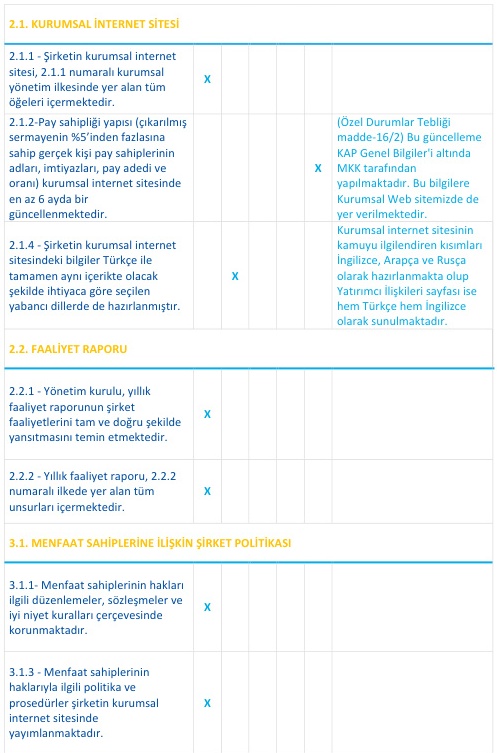 2.1. KURUMSAL İNTERNET SİTESİ
2.1.1 - Şirketin kurumsal internet
sitesi, 2.1.1 numaralı kurumsal
yönetim ilkesinde yer alan tüm
öğeleri içermektedir.
X
2.1.2-Pay sahipliği yapısı (çıkarılmış
sermayenin %5'inden fazlasına
sahip gerçek kişi pay sahiplerinin
adları, imtiyazları, pay adedi ve
oranı) kurumsal internet sitesinde
en az 6 ayda bir
güncellenmektedir.
X
(Özel Durumlar Tebliği
madde-16/2) Bu güncelleme
KAP Genel Bilgiler'i altında
MKK tarafından
yapılmaktadır. Bu bilgilere
Kurumsal Web sitemizde de
yer verilmektedir.
2.1.4 - Şirketin kurumsal internet
sitesindeki bilgiler Türkçe ile
tamamen aynı içerikte olacak
şekilde ihtiyaca göre seçilen
yabancı dillerde de hazırlanmıştır.
X
Kurumsal internet sitesinin
kamuyu ilgilendiren kısımları
İngilizce, Arapça ve Rusça
olarak hazırlanmakta olup
Yatırımcı İlişkileri sayfası ise
hem Türkçe hem İngilizce
olarak sunulmaktadır.
2.2. FAALİYET RAPORU
2.2.1 - Yönetim kurulu, yıllık
faaliyet raporunun şirket
faaliyetlerini tam ve doğru şekilde
yansıtmasını temin etmektedir.
X
2.2.2 - Yıllık faaliyet raporu, 2.2.2
numaralı ilkede yer alan tüm
unsurları içermektedir.
X
3.1. MENFAAT SAHİPLERİNE İLİŞKİN ŞİRKET POLİTİKASI
3.1.1- Menfaat sahiplerinin hakları
ilgili düzenlemeler, sözleşmeler ve
iyi niyet kuralları çerçevesinde
korunmaktadır.
X
3.1.3 - Menfaat sahiplerinin
haklarıyla ilgili politika ve
prosedürler şirketin kurumsal
internet sitesinde
yayımlanmaktadır.
X